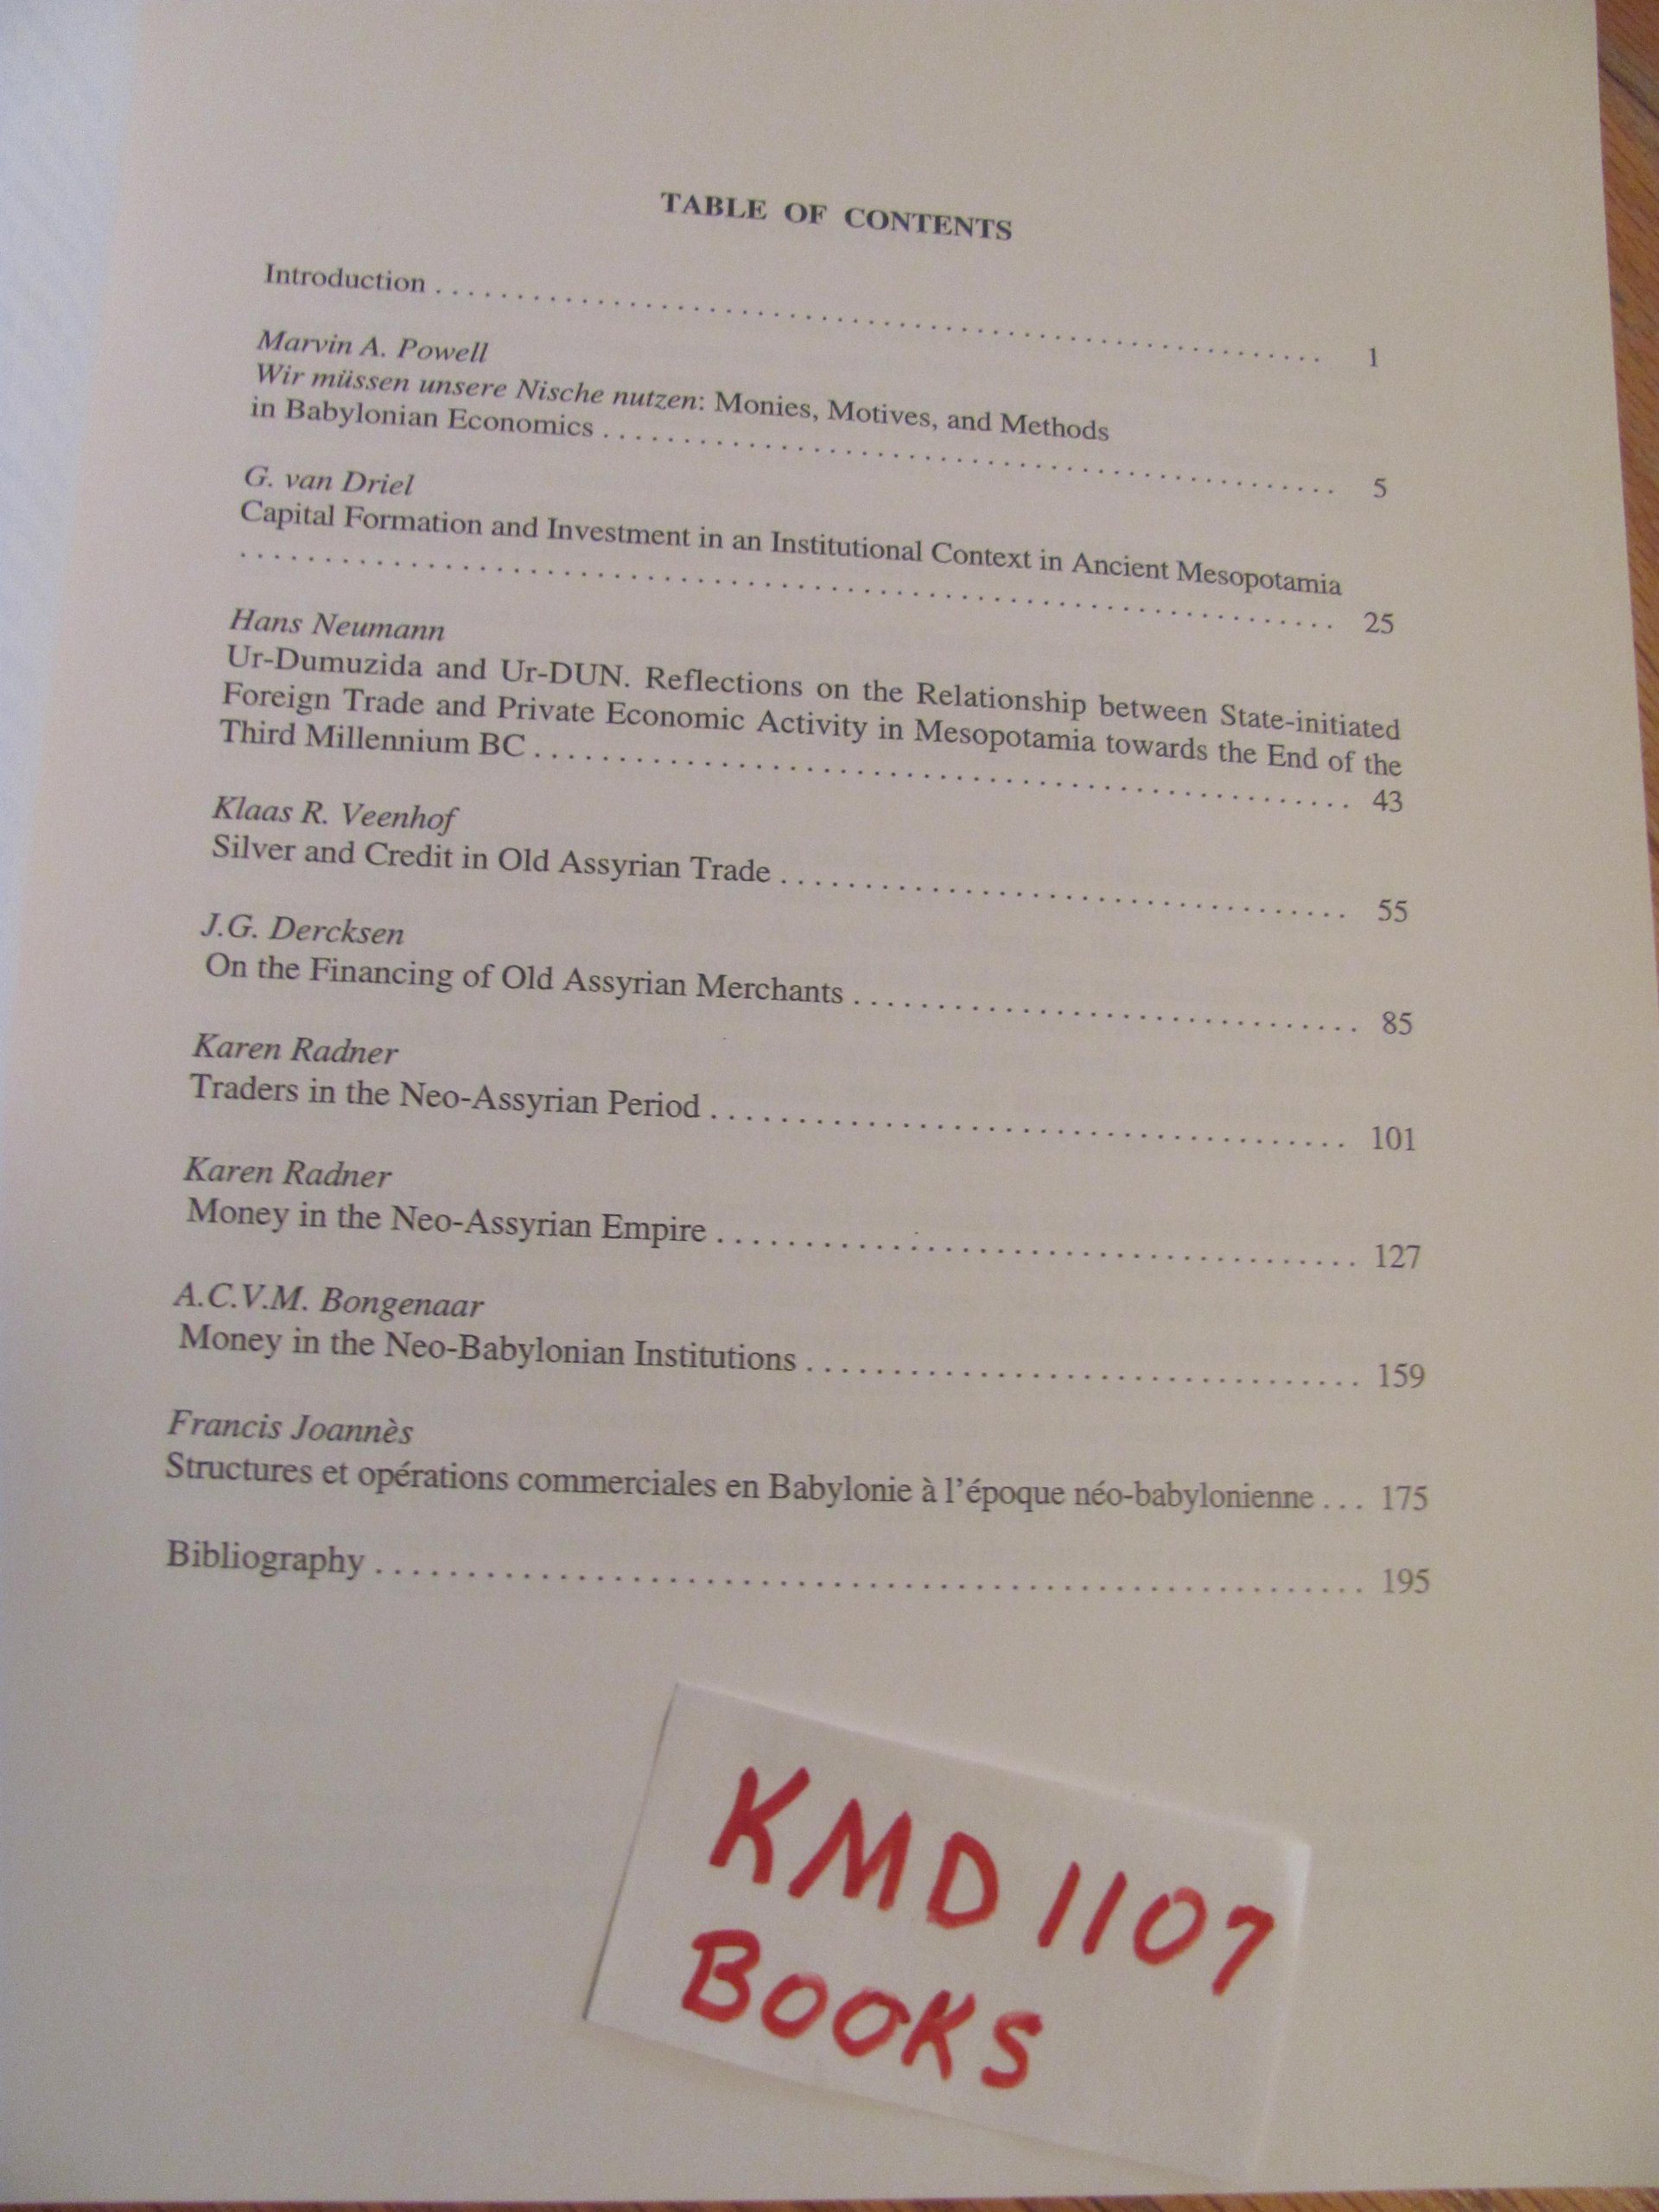 TABLE OF CONTENTS
Introduction . . . . . . . . . . . . . . . . . . . . . . . . . . . . . . . . . . . . . . . . . . . . . . . . . . . . . . 1
Marvin A. Powell
Wir müssen unsere Nische nutzen: Monies, Motives, and Methods
in Babylonian Economics . . . . . . . . . . . . . . . . . . . . . . . . . . . . . . . . . . . . . . . . . . . . 5
G. van Driel
Capital Formation and Investment in an Institutional Context in Ancient Mesopotamia
. . . . . . . . . . . . . . . . . . . . . . . . . . . . . . . . . . . . . . . . . . . . . . . . . . . . . . . . . . . . . . . . . 25
Hans Neumann
Ur-Dumuzida and Ur-DUN. Reflections on the Relationship between State-initiated
Foreign Trade and Private Economic Activity in Mesopotamia towards the End of the
Third Millennium BC . . . . . . . . . . . . . . . . . . . . . . . . . . . . . . . . . . . . . . . . . . . . . . . . 43
Klaas R. Veenhof
Silver and Credit in Old Assyrian Trade . . . . . . . . . . . . . . . . . . . . . . . . . . . . . . . . . 55
J.G. Dercksen
On the Financing of Old Assyrian Merchants . . . . . . . . . . . . . . . . . . . . . . . . . . . . . 85
Karen Radner
Traders in the Neo-Assyrian Period . . . . . . . . . . . . . . . . . . . . . . . . . . . . . . . . . . . . 101
Karen Radner
Money in the Neo-Assyrian Empire . . . . . . . . . . . . . . . . . . . . . . . . . . . . . . . . . . . . 127
A.C.V.M. Bongenaar
Money in the Neo-Babylonian Institutions . . . . . . . . . . . . . . . . . . . . . . . . . . . . . . . 159
Francis Joannès
Structures et opérations commerciales en Babylonie à l'époque néo-babylonienne . . . 175
Bibliography . . . . . . . . . . . . . . . . . . . . . . . . . . . . . . . . . . . . . . . . . . . . . . . . . . . . . 195
KMD 1107
BOOKS